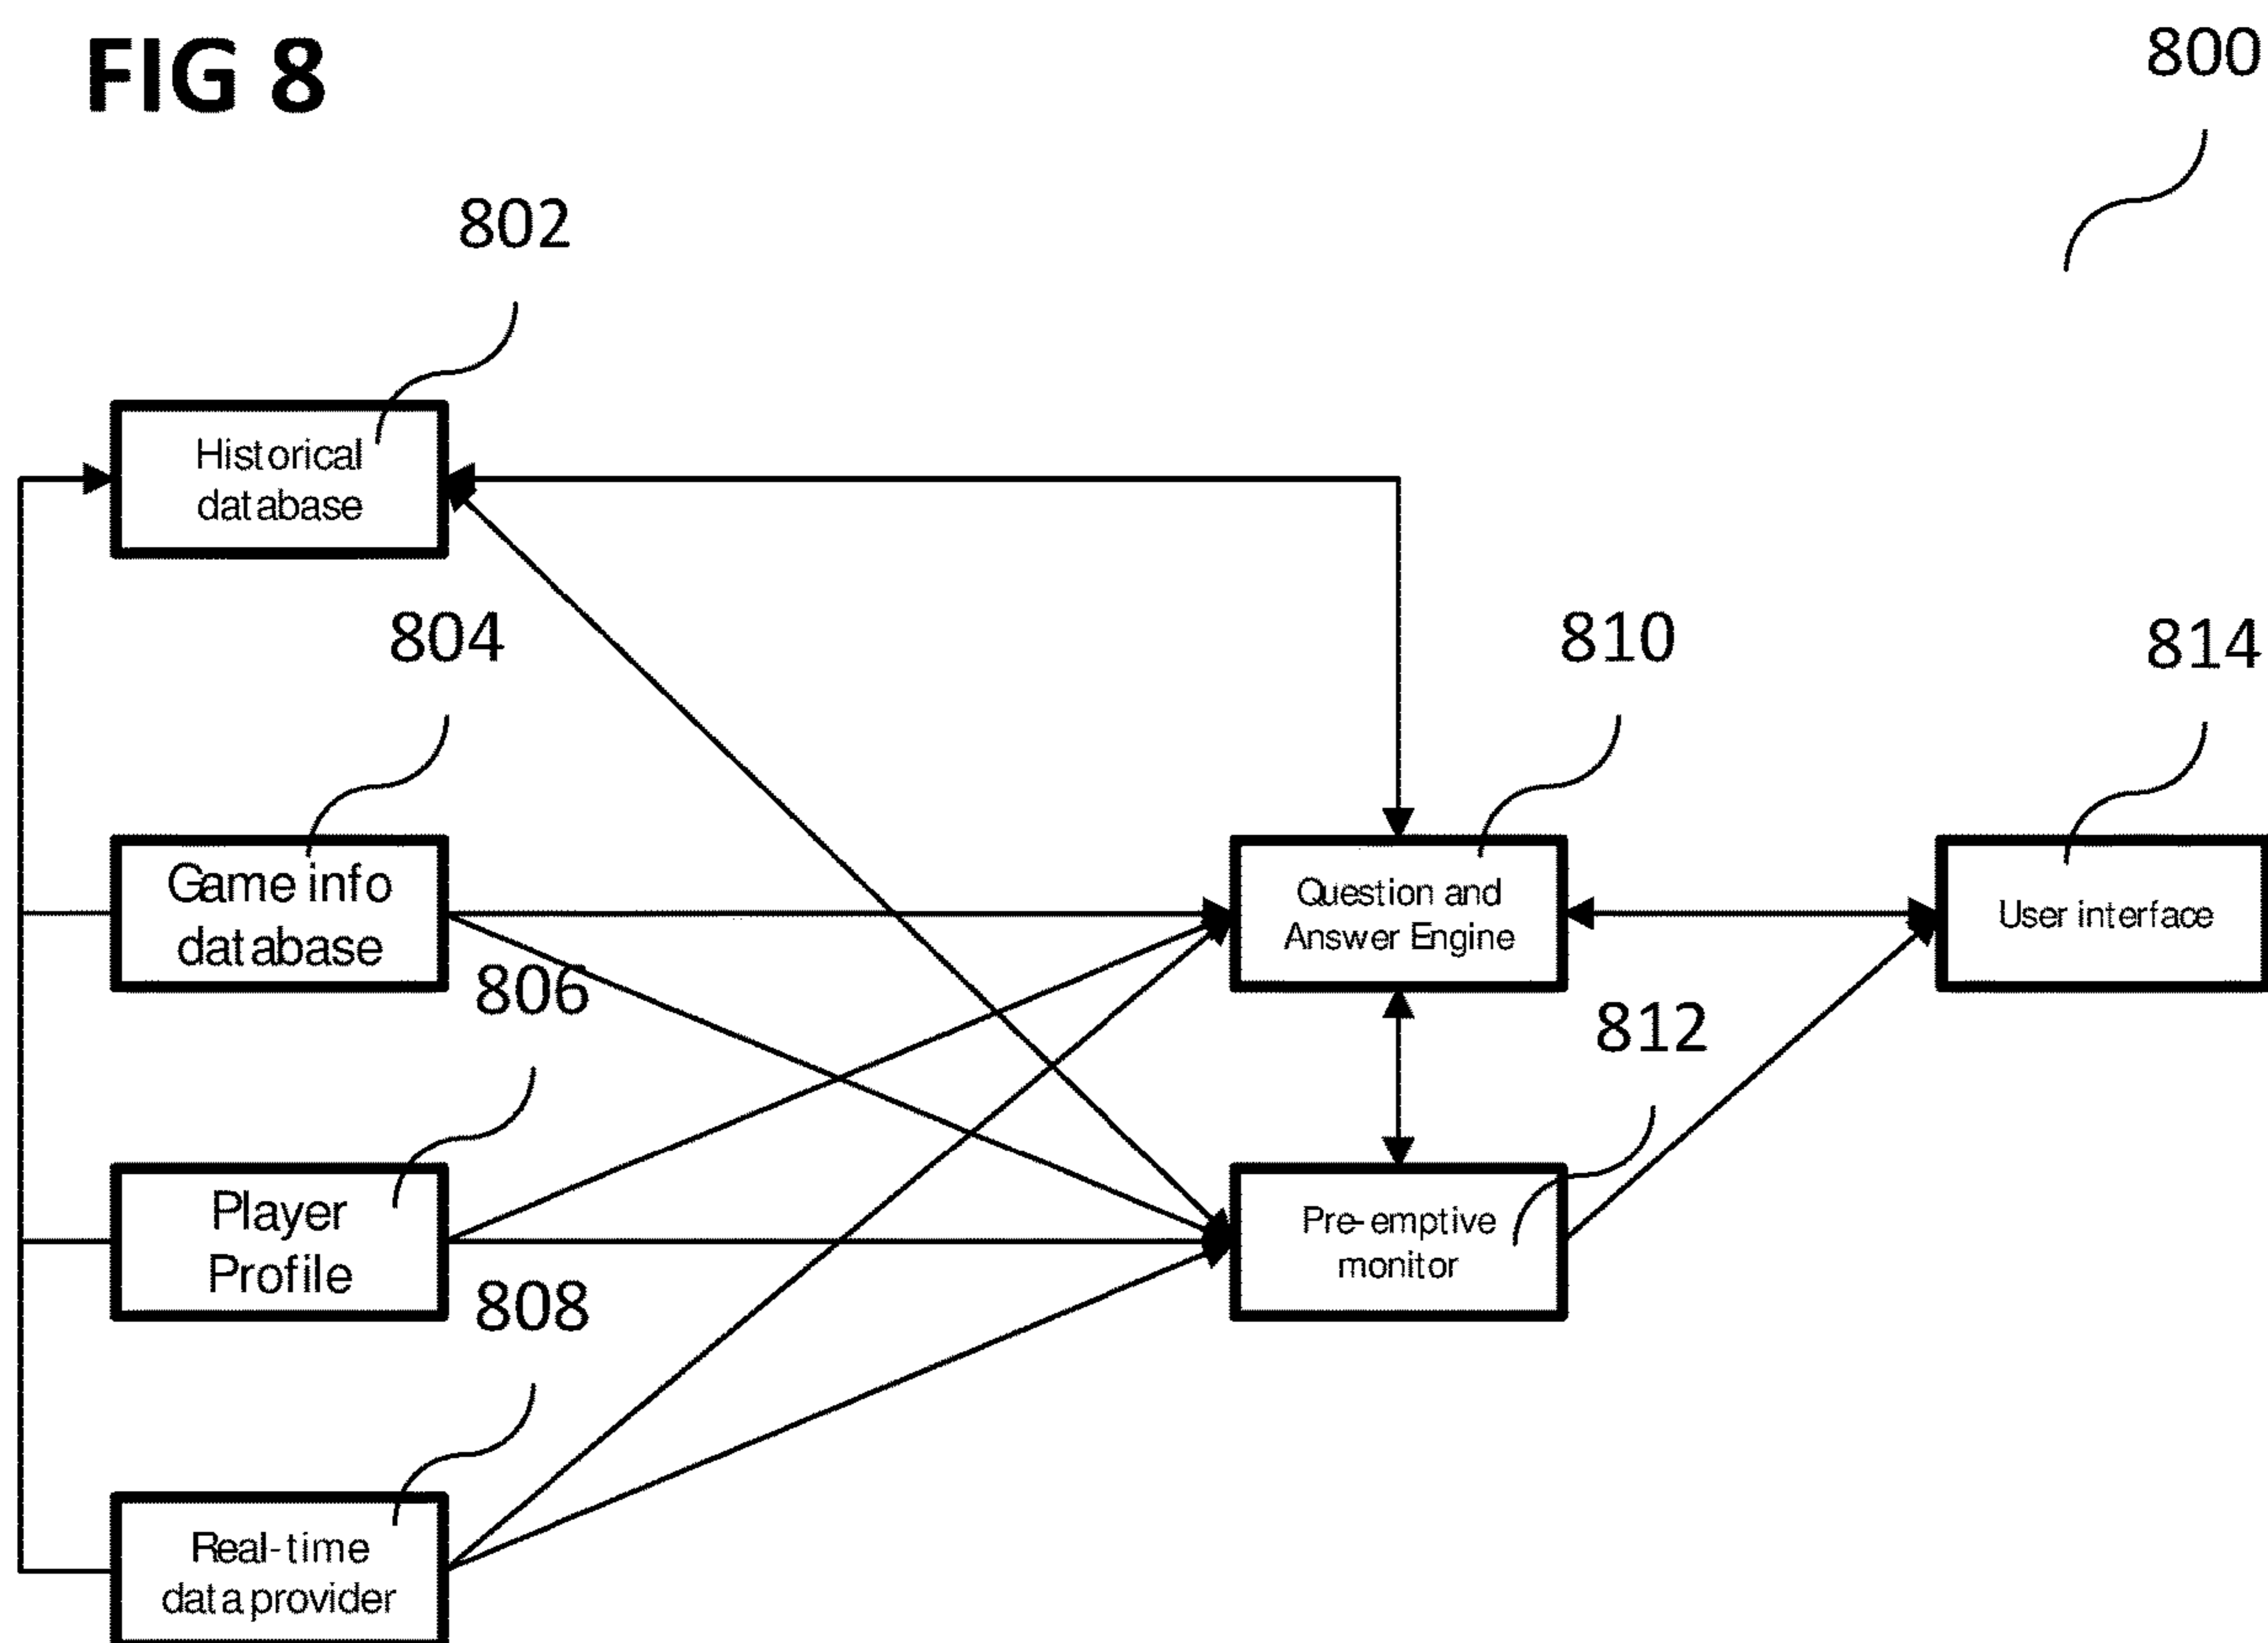 FIG 8
800
802
Historical
database
804
810
814
Game info
database
Question and
Answer Engine
User interface
806
812
Player
Profile
Pre-emptive
monitor
808
Real-time
data provider